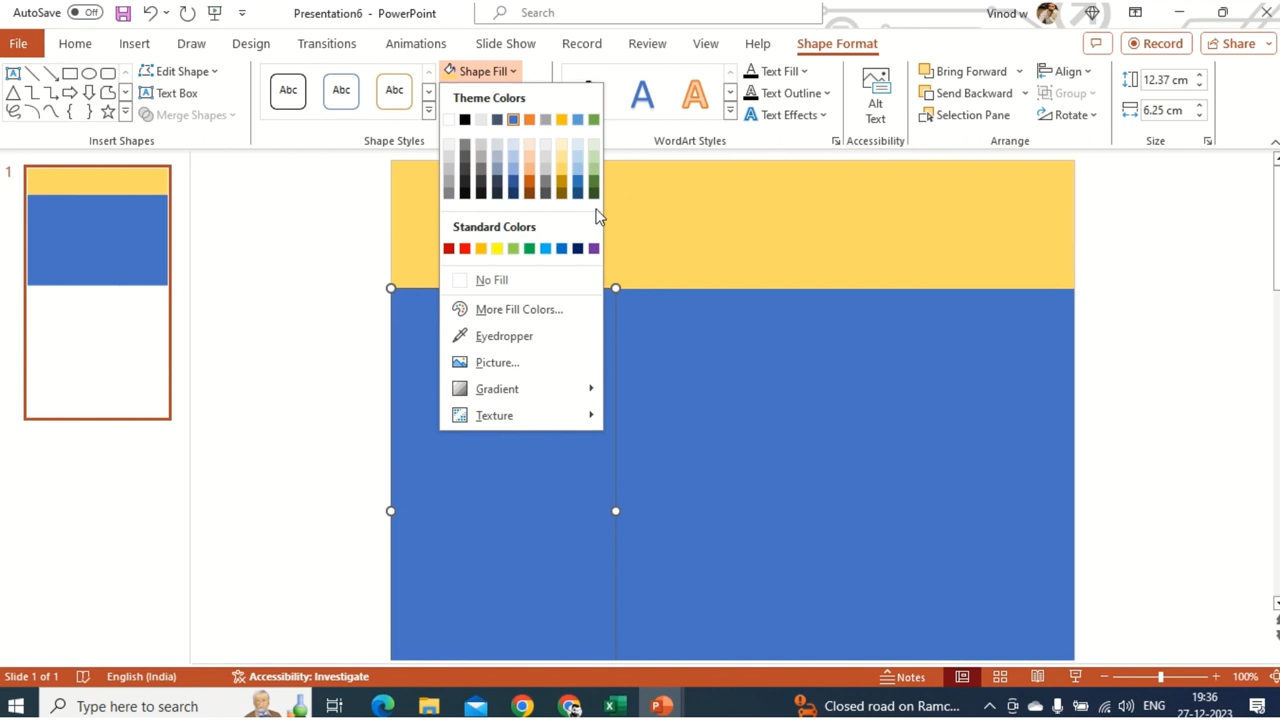 AutoSave Off Presentation6 - PowerPoint Search Vinod w
File Home Insert Draw Design Transitions Animations Slide Show Record Review View Help Shape Format Record Share
Edit Shape Text Box Merge Shapes
Insert Shapes
Abc Abc Abc
Shape Styles
Shape Fill
A A
Text Fill
Text Outline
Text Effects
WordArt Styles
Alt
Text
Accessibility
Bring Forward
Send Backward
Selection Pane
Align
Group
Rotate
Arrange
12.37 cm
6.25 cm
Size
Theme Colors
Standard Colors
No Fill
More Fill Colors...
Eyedropper
Picture...
Gradient
Texture
1
Slide 1 of 1 English (India) Accessibility: Investigate Notes 100%
Type here to search Closed road on Ramc... ENG 19:36
27-12-2023